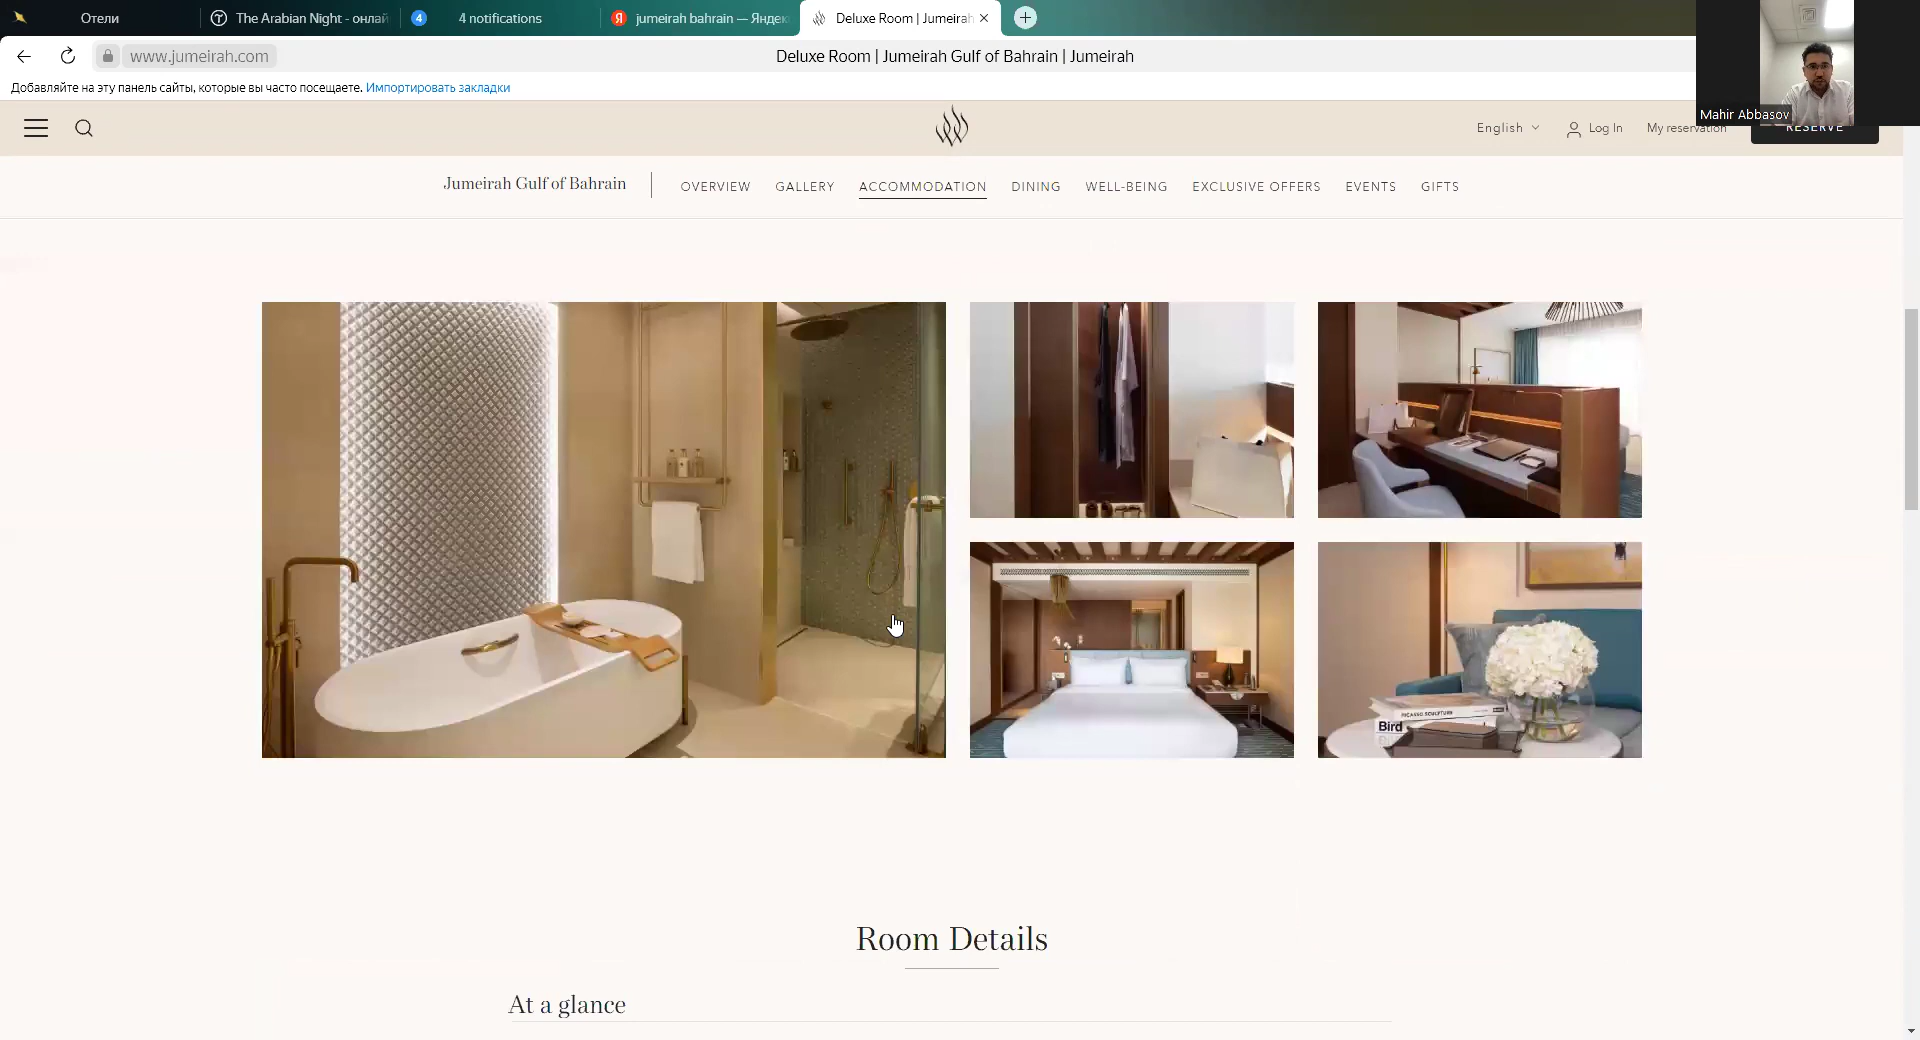 Отели
The Arabian Night - онлай
4
4 notifications
Я
jumeirah bahrain — Яндек
Deluxe Room | Jumeirah
www.jumeirah.com
Deluxe Room | Jumeirah Gulf of Bahrain | Jumeirah
Добавляйте на эту панель сайты, которые вы часто посещаете. Импортировать закладки
Mahir Abbasov
English
Log In
My reservation
RESERVE
Jumeirah Gulf of Bahrain
OVERVIEW
GALLERY
ACCOMMODATION
DINING
WELL-BEING
EXCLUSIVE OFFERS
EVENTS
GIFTS
PICASSO SCULPTURE
Bird
Room Details
At a glance